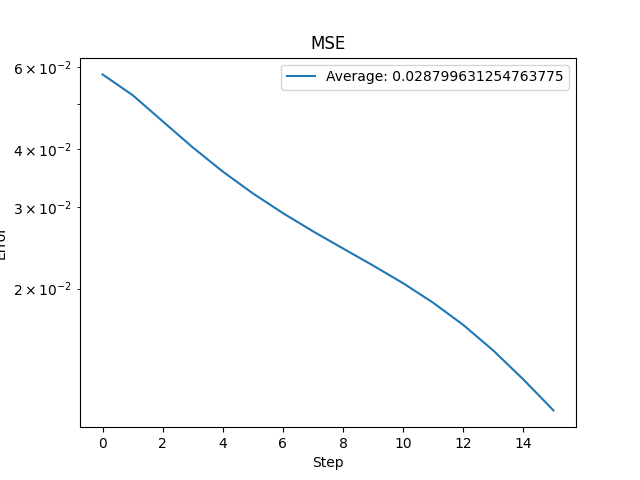 MSE
Average: 0.028799631254763775
6 × 10⁻²
4 × 10⁻²
3 × 10⁻²
2 × 10⁻²
Error
0 2 4 6 8 10 12 14
Step